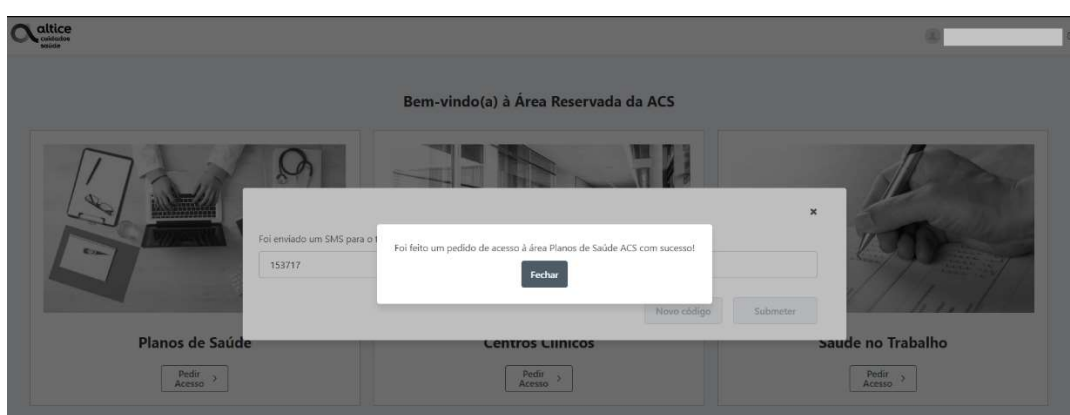 altice
cuidados
saúde
Bem-vindo(a) à Área Reservada da ACS
Foi enviado um SMS para o
153717
Foi feito um pedido de acesso à área Planos de Saúde ACS com sucesso!
Fechar
Novo código
Submeter
Planos de Saúde
Centros Clínicos
Saúde no Trabalho
Pedir
Acesso
Pedir
Acesso
Pedir
Acesso